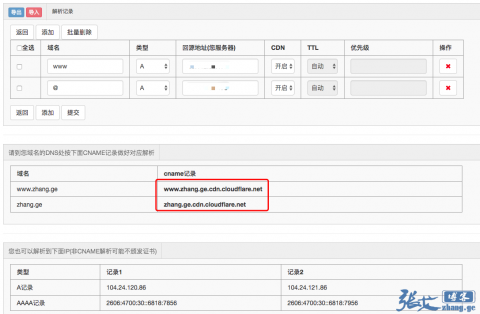 导出 导入 解析记录
返回 添加 批量删除
全选 域名 类型 回源地址(您服务器) CDN TTL 优先级 操作
www A 开启 自动
@ A 开启 自动
返回 添加 提交
请到您域名的DNS处按下面CNAME记录做好对应解析
域名 cname记录
www.zhang.ge www.zhang.ge.cdn.cloudflare.net
zhang.ge zhang.ge.cdn.cloudflare.net
您也可以解析到下面IP(非CNAME解析可能不颁发证书)
类型 记录1 记录2
A记录 104.24.120.86 104.24.121.86
AAAA记录 2606:4700:30::6818:7856 2606:4700:30::6818:7956
张戈 博客
zhang.ge